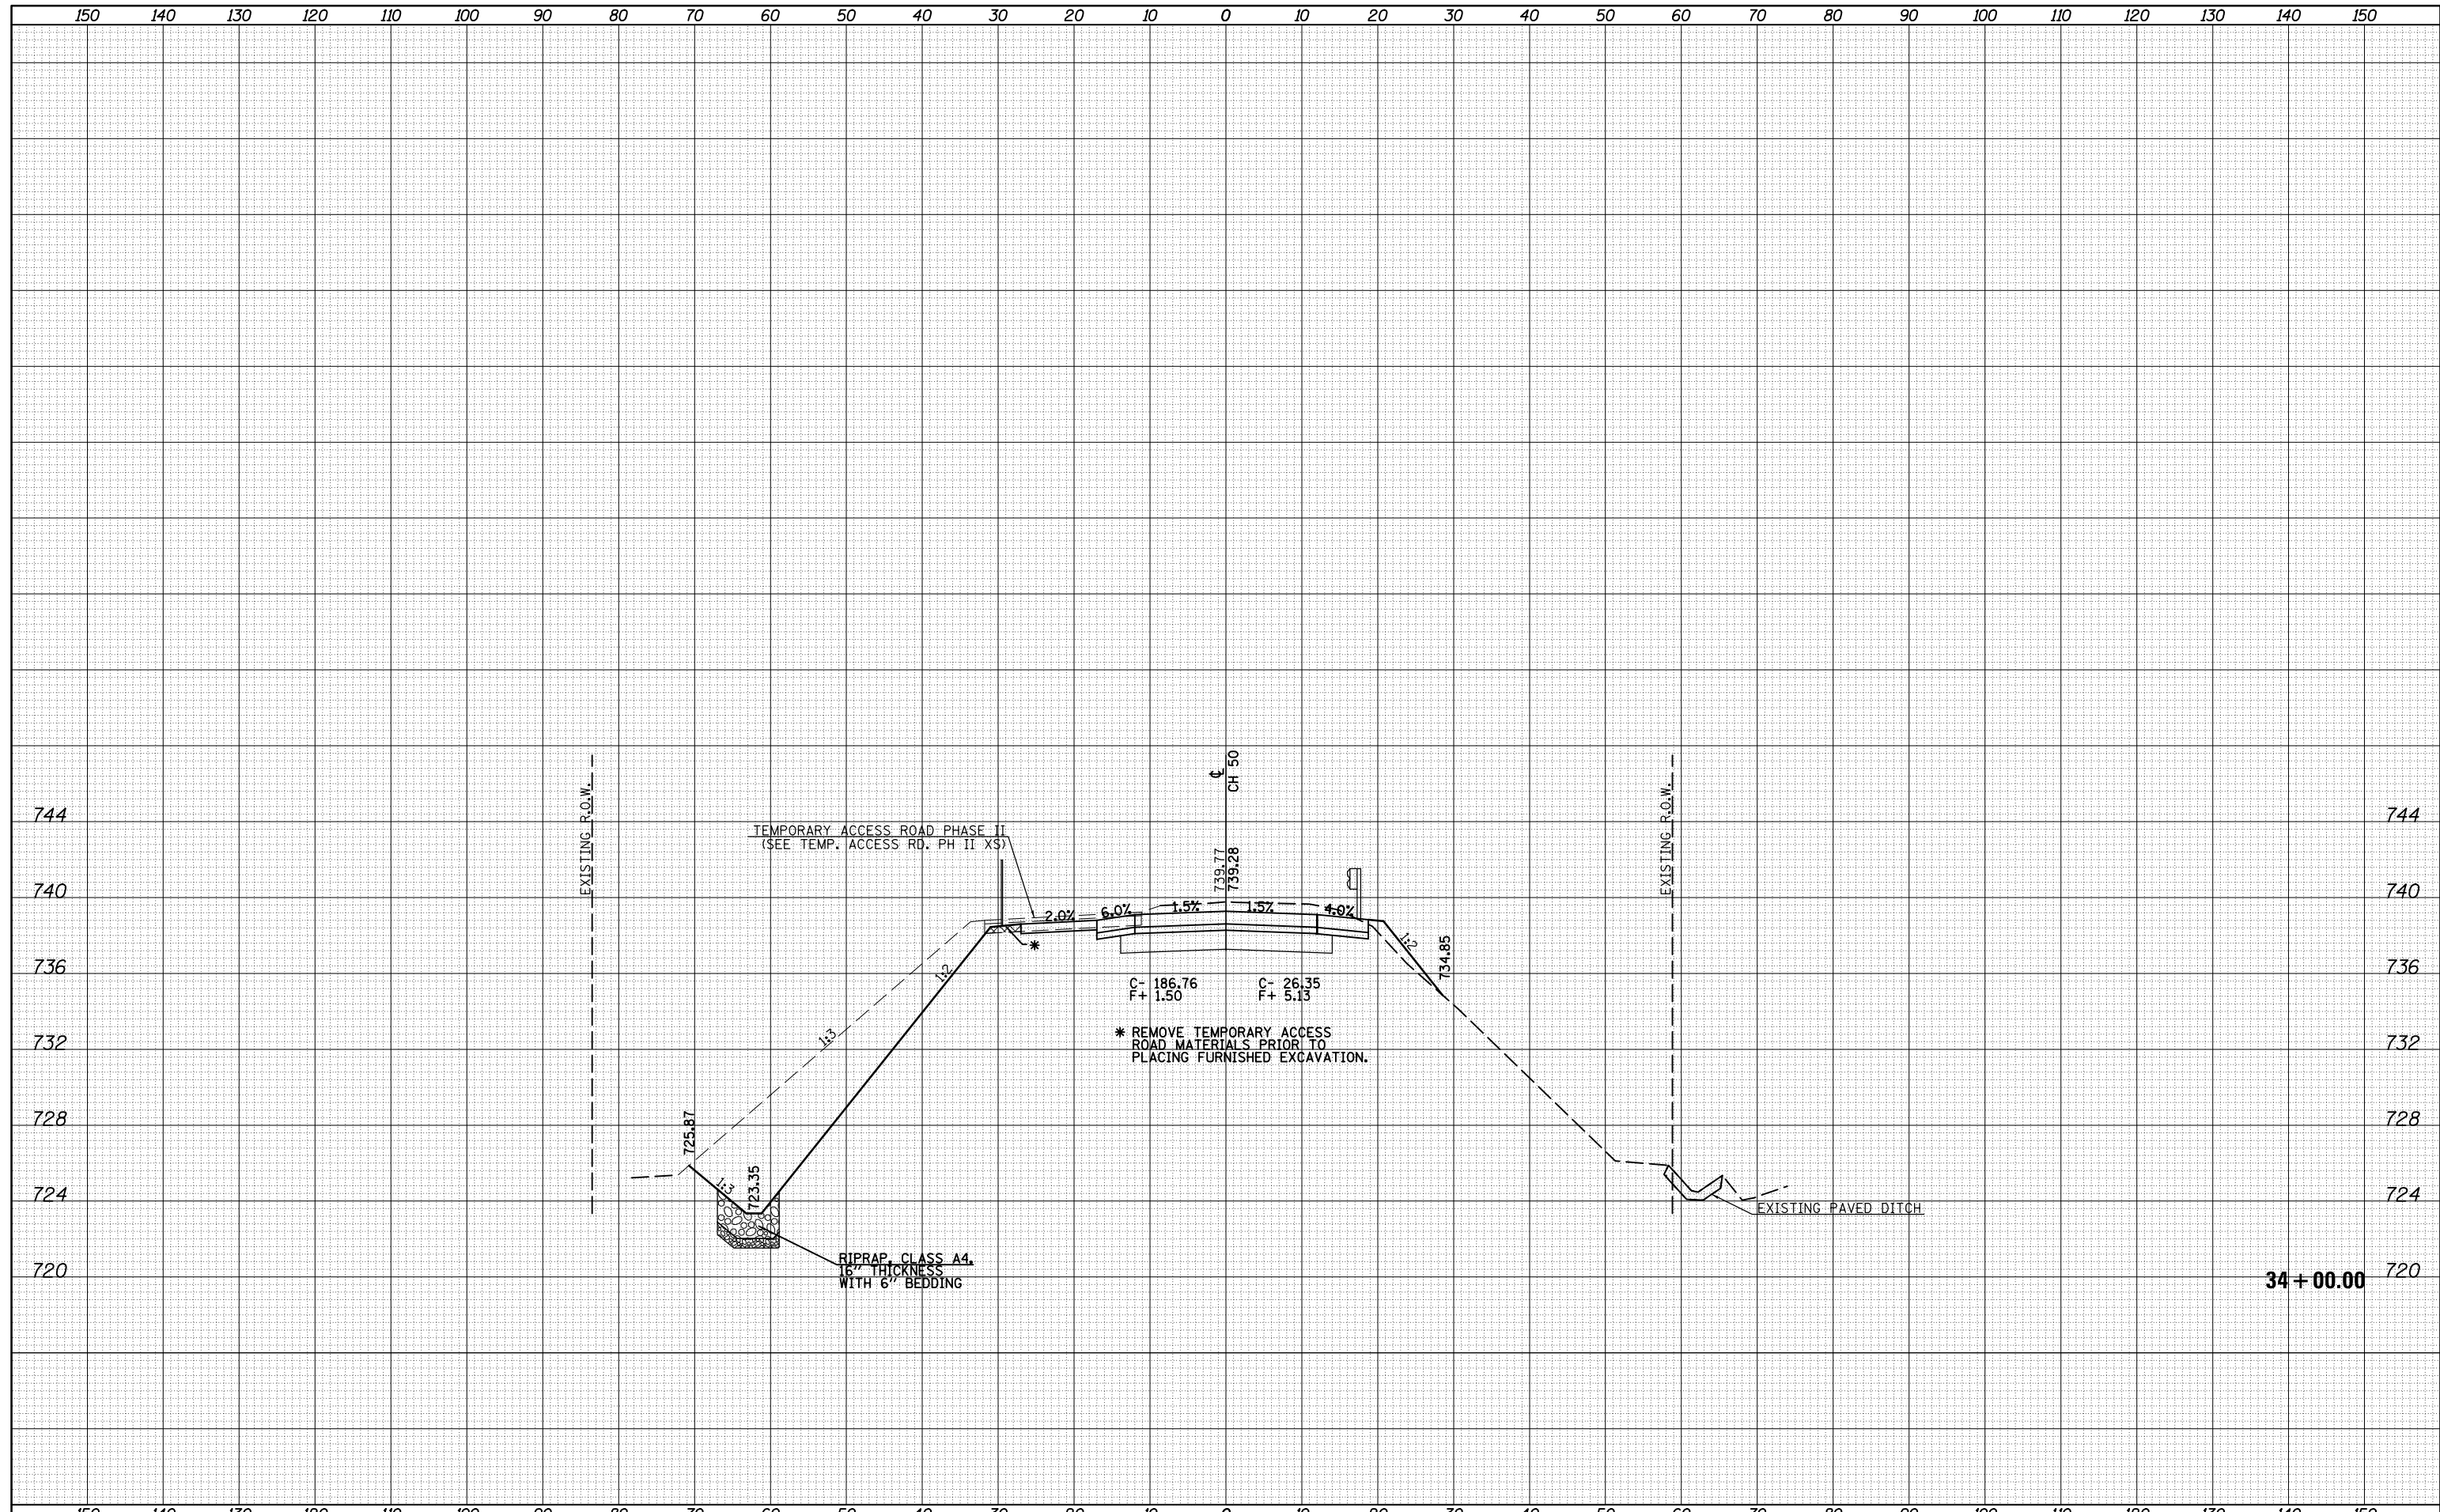 150 140 130 120 110 100 90 80 70 60 50 40 30 20 10 0 10 20 30 40 50 60 70 80 90 100 110 120 130 140 150
EXISTING R.O.W.
℄
CH 50
EXISTING R.O.W.
744
744
TEMPORARY ACCESS ROAD PHASE II
(SEE TEMP. ACCESS RD. PH II XS)
739.77
739.28
740
740
2.0% 6.0% 1.5% 1.5% 4.0%
*
1:2
1:2
734.85
736
736
C- 186.76
F+ 1.50
C- 26.35
F+ 5.13
1:3
* REMOVE TEMPORARY ACCESS
ROAD MATERIALS PRIOR TO
PLACING FURNISHED EXCAVATION.
732
732
725.87
728
728
1:3
723.35
724
724
EXISTING PAVED DITCH
RIPRAP, CLASS A4,
16" THICKNESS
WITH 6" BEDDING
720
720
34 + 00.00